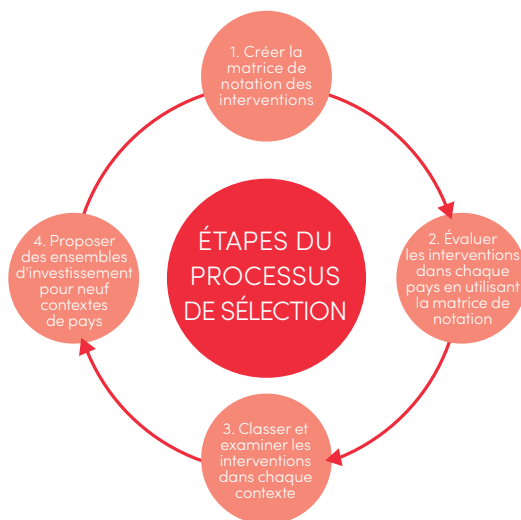 1. Créer la
matrice de
notation des
interventions
ÉTAPES DU
PROCESSUS
DE SÉLECTION
2. Évaluer
les interventions
dans chaque
pays en utilisant
la matrice de
notation
3. Classer et
examiner les
interventions
dans chaque
contexte
4. Proposer
des ensembles
d'investissement
pour neuf
contextes
de pays